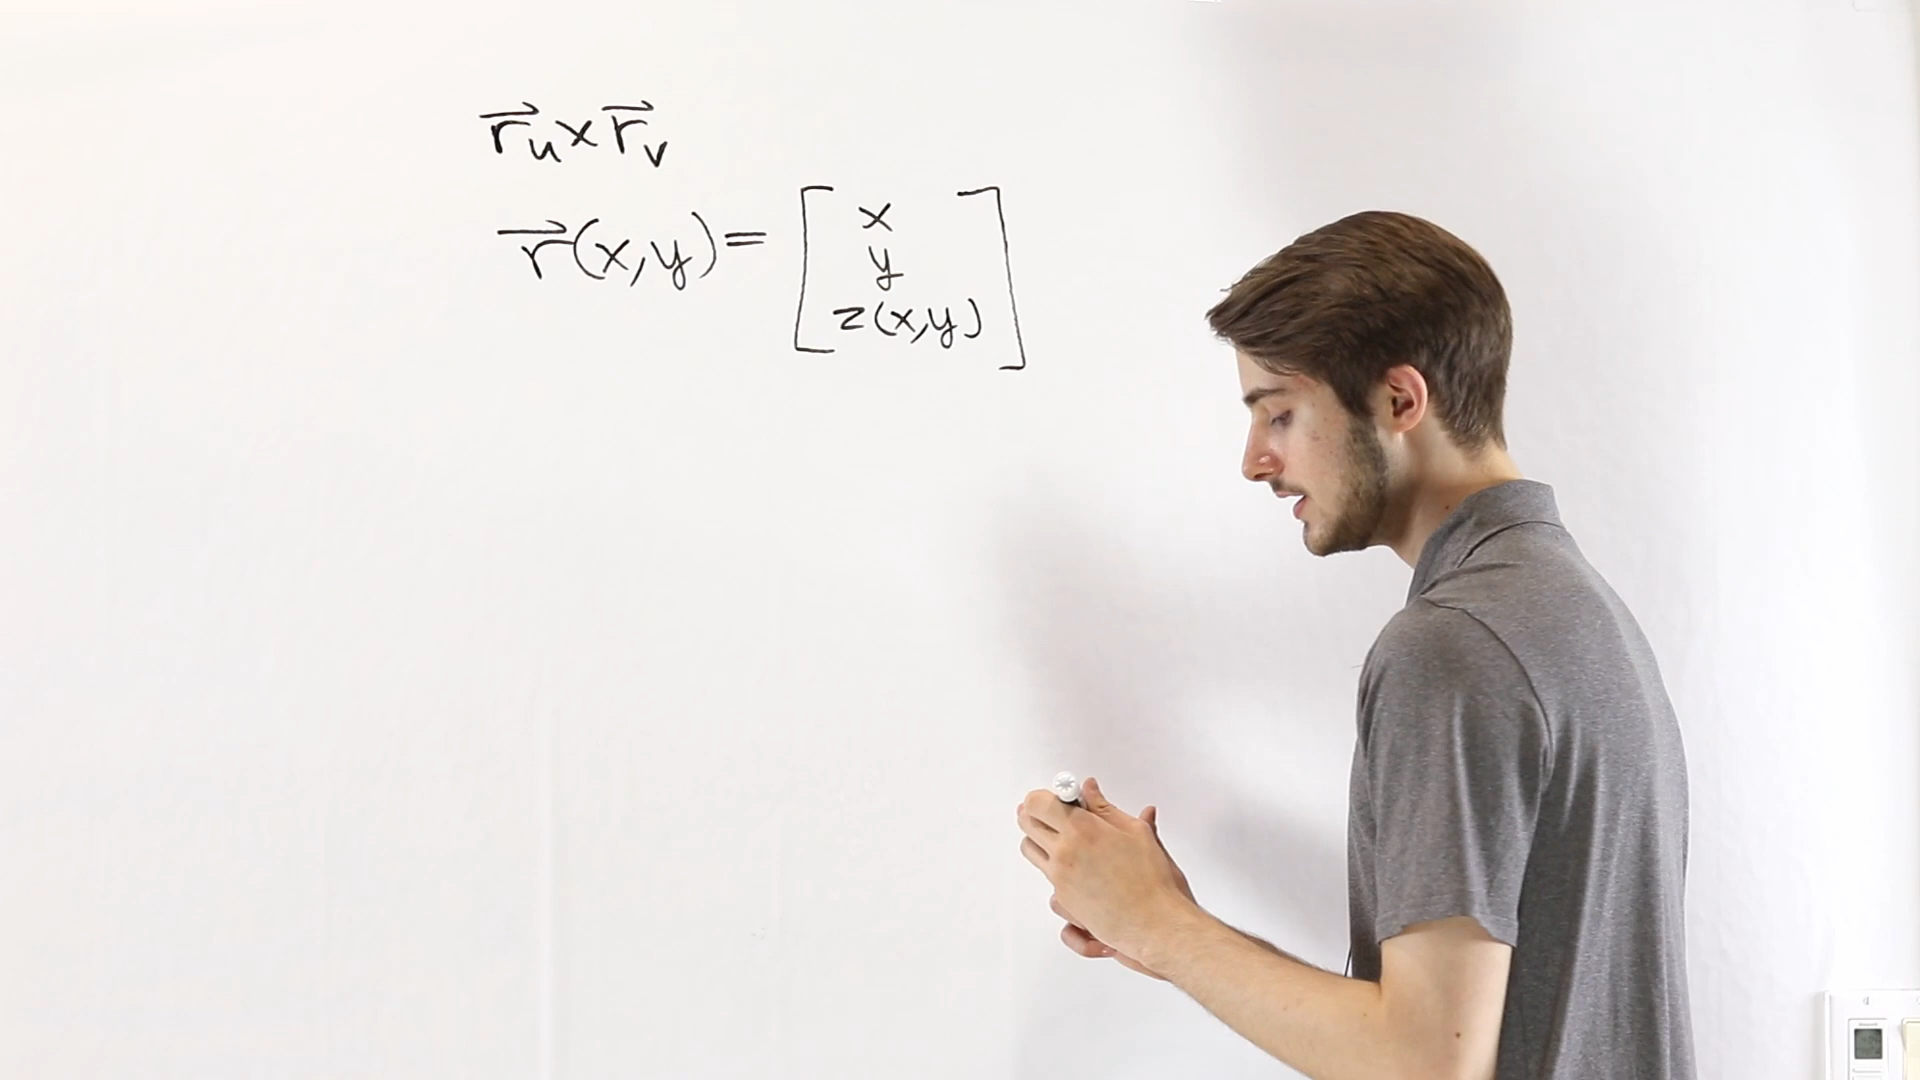 r⃗ᵤ × r⃗ᵥ
r⃗(x,y) = [ x
y
z(x,y) ]